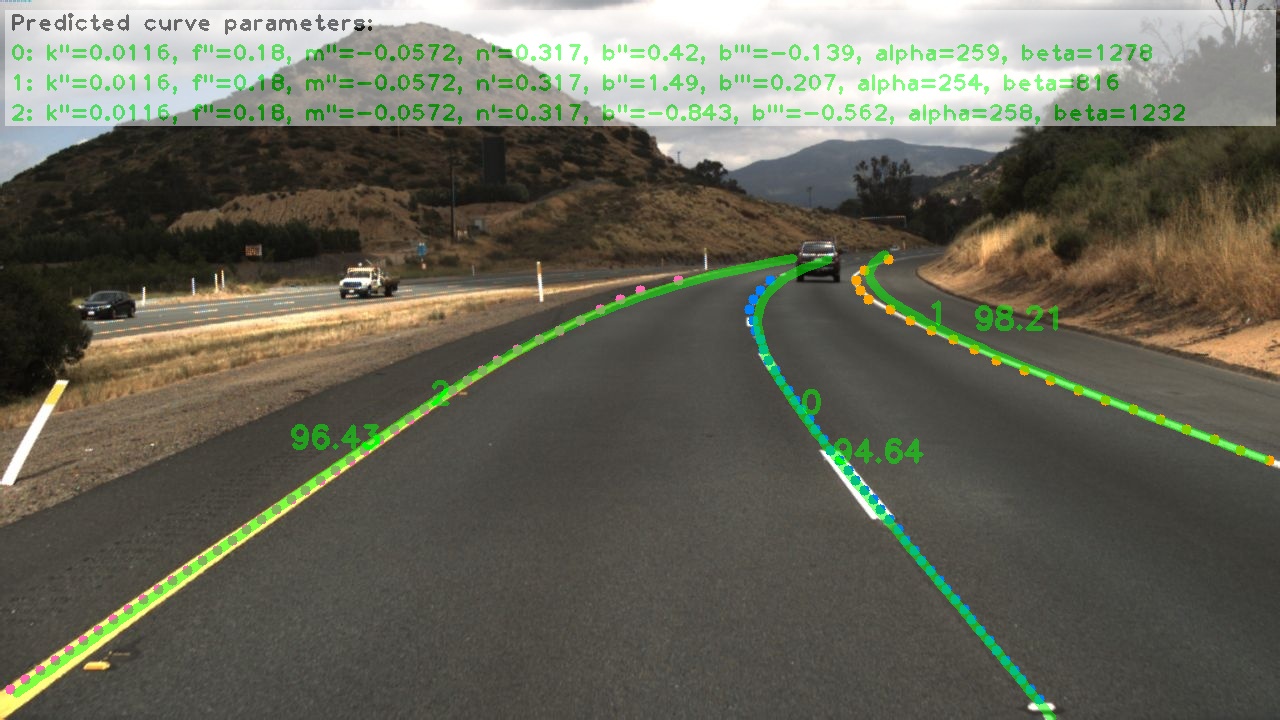 Predicted curve parameters:
0: k''=0.0116, f''=0.18, m''=-0.0572, n'=0.317, b''=0.42, b'''=-0.139, alpha=259, beta=1278
1: k''=0.0116, f''=0.18, m''=-0.0572, n'=0.317, b''=1.49, b'''=0.207, alpha=254, beta=816
2: k''=0.0116, f''=0.18, m''=-0.0572, n'=0.317, b''=-0.843, b'''=-0.562, alpha=258, beta=1232
1 98.21
2
0
96.43
94.64